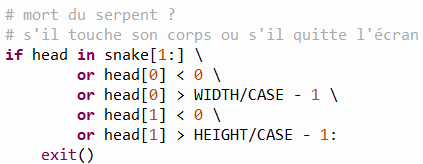 # mort du serpent ?
# s'il touche son corps ou s'il quitte l'écran
if head in snake[1:] \
        or head[0] < 0 \
        or head[0] > WIDTH/CASE - 1 \
        or head[1] < 0 \
        or head[1] > HEIGHT/CASE - 1:
    exit()